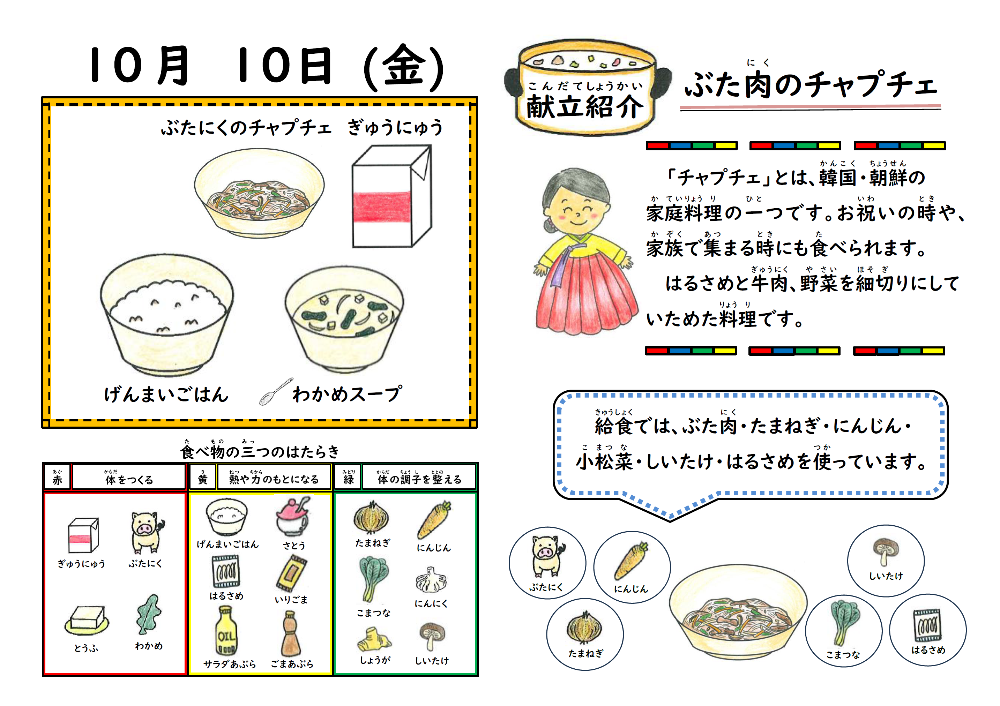 10月 10日 (金)
ぶたにくのチャプチェ ぎゅうにゅう
げんまいごはん わかめスープ
食べ物の三つのはたらき
た もの みっ
赤 体をつくる
あか からだ
黄 熱や力のもとになる
き ねつ ちから
緑 体の調子を整える
みどり からだ ちょうし ととの
ぎゅうにゅう ぶたにく
とうふ わかめ
げんまいごはん さとう
はるさめ いりごま
OIL
サラダあぶら ごまあぶら
たまねぎ にんじん
こまつな にんにく
しょうが しいたけ
こんだてしょうかい
献立紹介
にく
ぶた肉のチャプチェ
かんこく ちょうせん
「チャプチェ」とは、韓国・朝鮮の
かていりょうり ひと いわ とき
家庭料理の一つです。お祝いの時や、
かぞく あつ とき た
家族で集まる時にも食べられます。
ぎゅうにく やさい ほそぎ
はるさめと牛肉、野菜を細切りにして
りょうり
いためた料理です。
きゅうしょく にく
給食では、ぶた肉・たまねぎ・にんじん・
こまつな つか
小松菜・しいたけ・はるさめを使っています。
ぶたにく
にんじん
たまねぎ
しいたけ
こまつな
はるさめ